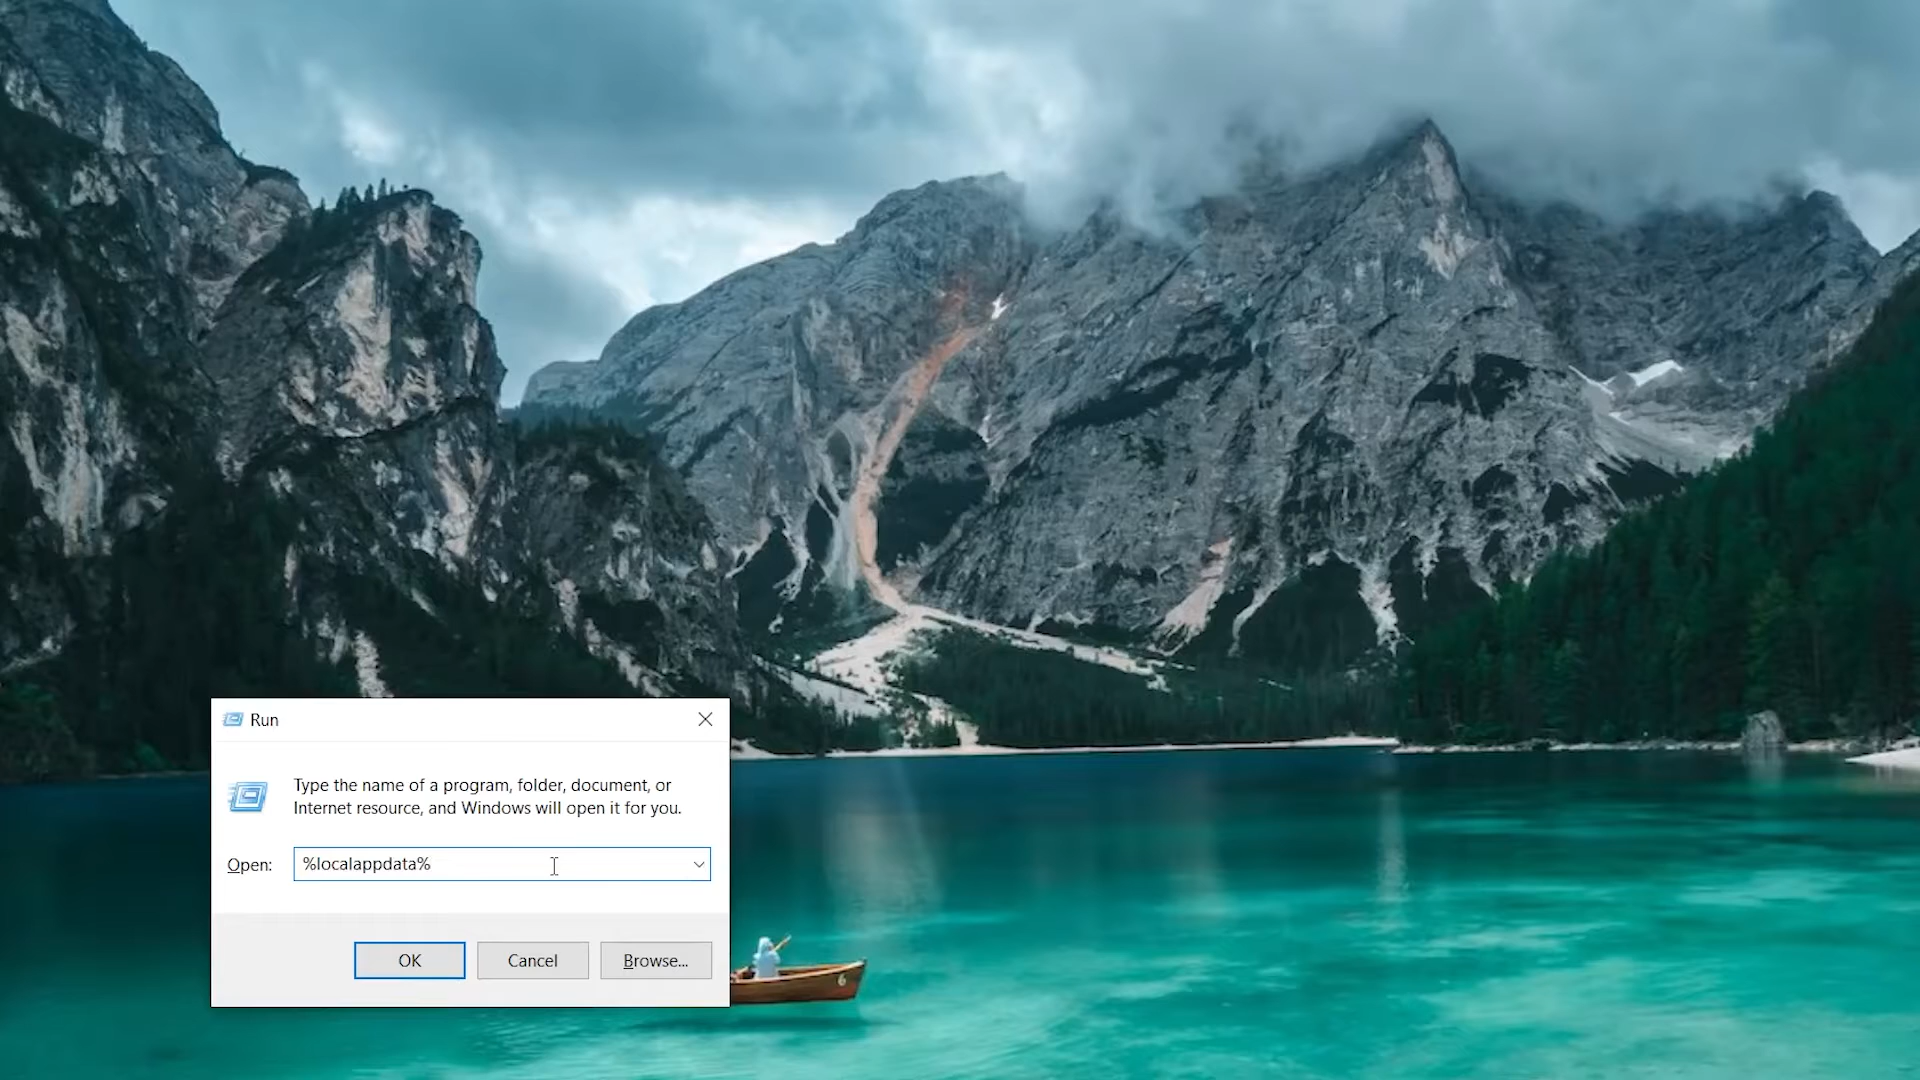 Run
Type the name of a program, folder, document, or
Internet resource, and Windows will open it for you.
Open: %localappdata%
OK Cancel Browse...
6